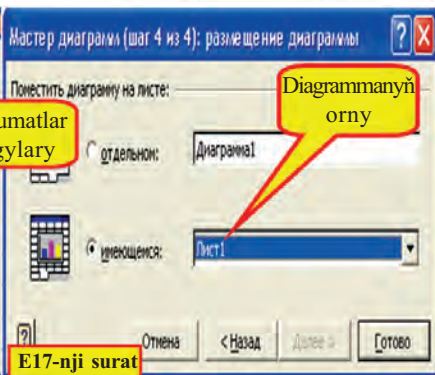 Мастер диаграмм (шаг 4 из 4): размещение диаграммы
Поместить диаграмму на листе:
Diagrammanyň
orny
umatlar
gylary
отдельном:
Диаграмма1
имеющемся:
Лист1
Отмена
< Назад
Далее >
Готово
E17-nji surat